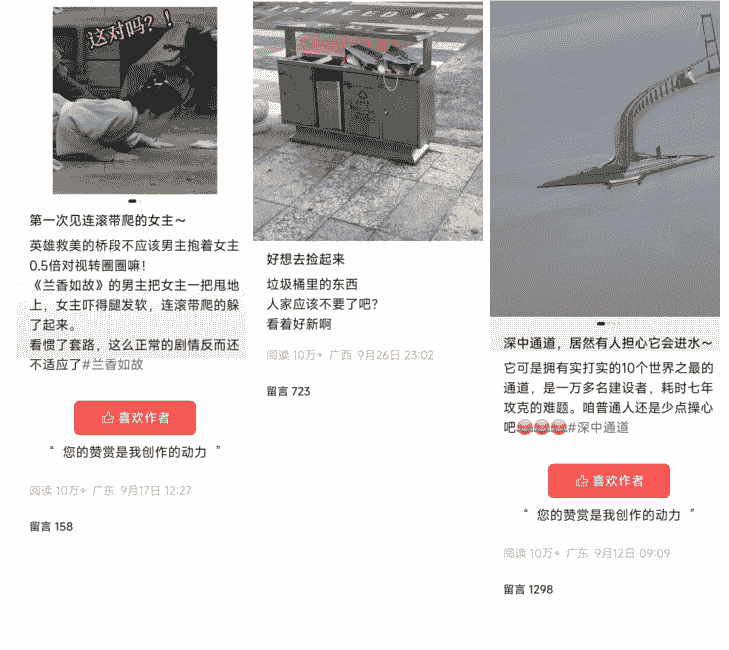 这对吗？！
第一次见连滚带爬的女主～
英雄救美的桥段不应该男主抱着女主
0.5倍对视转圈圈嘛！
《兰香如故》的男主把女主一把甩地
上，女主吓得腿发软，连滚带爬的躲
了起来。
看惯了套路，这么正常的剧情反而还
不适应了#兰香如故
喜欢作者
“ 您的赞赏是我创作的动力 ”
阅读 10万+ 广东 9月17日 12:27
留言 158
好想去捡起来
垃圾桶里的东西
人家应该不要了吧？
看着好新啊
阅读 10万+ 广西 9月26日 23:02
留言 723
深中通道，居然有人担心它会进水～
它可是拥有实打实的10个世界之最的
通道，是一万多名建设者，耗时七年
攻克的难题。咱普通人还是少点操心
吧#深中通道
喜欢作者
“ 您的赞赏是我创作的动力 ”
阅读 10万+ 广东 9月12日 09:09
留言 1298